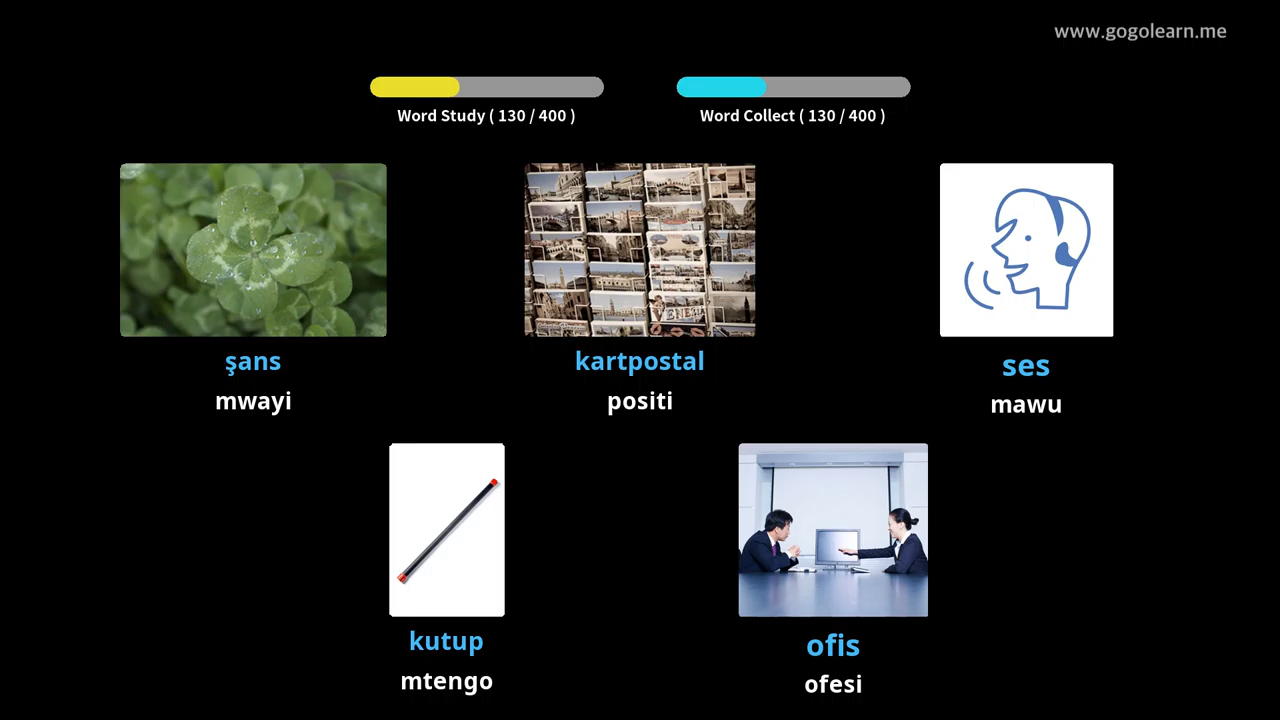 www.gogolearn.me
Word Study ( 130 / 400 )
Word Collect ( 130 / 400 )
VENEZ
şans
kartpostal
ses
mwayi
positi
mawu
kutup
ofis
mtengo
ofesi